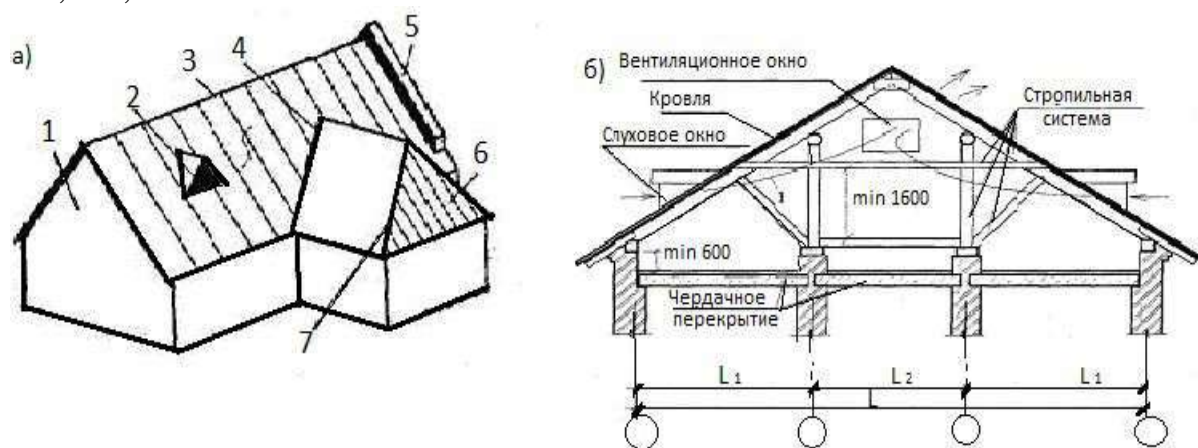 а)
1
2
3
4
5
6
7
б)
Вентиляционное окно
Кровля
Слуховое окно
Стропильная
система
min 1600
min 600
Чердачное
перекрытие
L 1
L 2
L 1
L